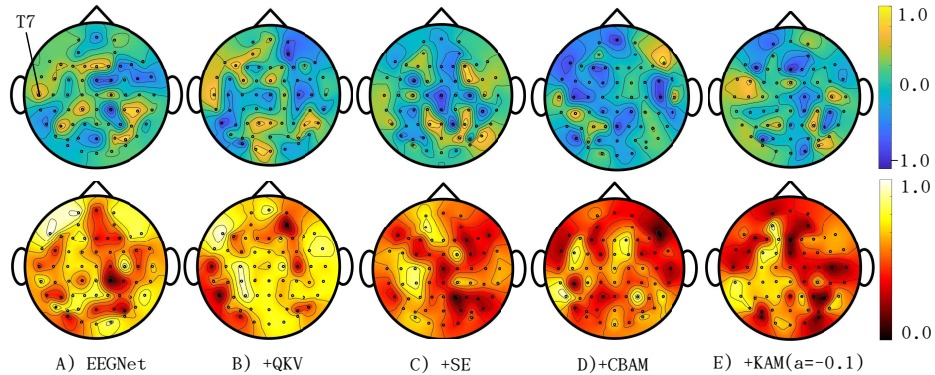 T7
1.0
0.0
-1.0
1.0
0.0
A) EEGNet
B) +QKV
C) +SE
D)+CBAM
E) +KAM(a=-0.1)